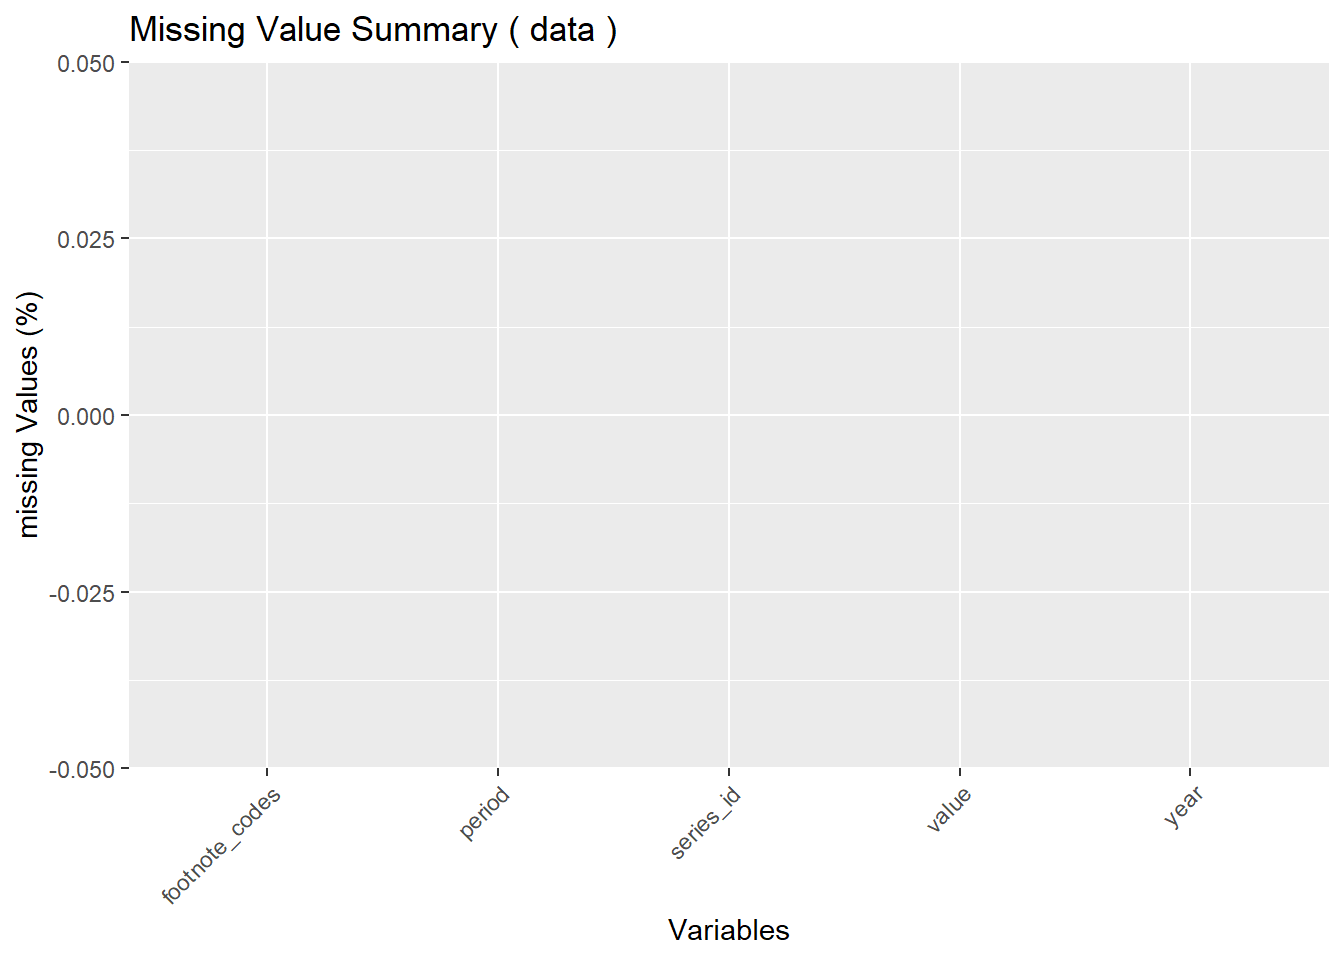 Missing Value Summary ( data )
missing Values (%)
0.050
0.025
0.000
-0.025
-0.050
footnote_codes
period
series_id
value
year
Variables